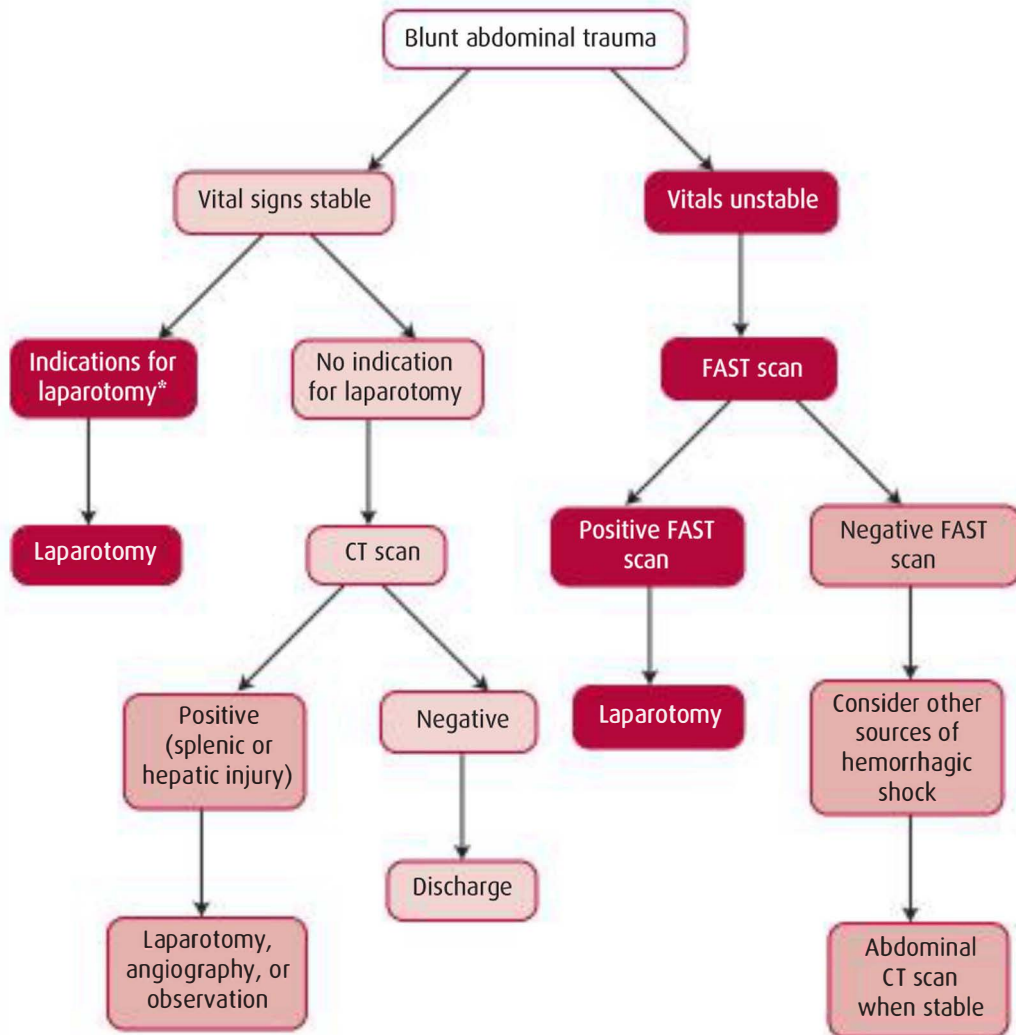 Blunt abdominal trauma
Vital signs stable
Vitals unstable
Indications for
laparotomy*
No indication
for laparotomy
FAST scan
Laparotomy
CT scan
Positive FAST
scan
Negative FAST
scan
Positive
(splenic or
hepatic injury)
Negative
Laparotomy
Consider other
sources of
hemorrhagic
shock
Discharge
Laparotomy,
angiography, or
observation
Abdominal
CT scan
when stable